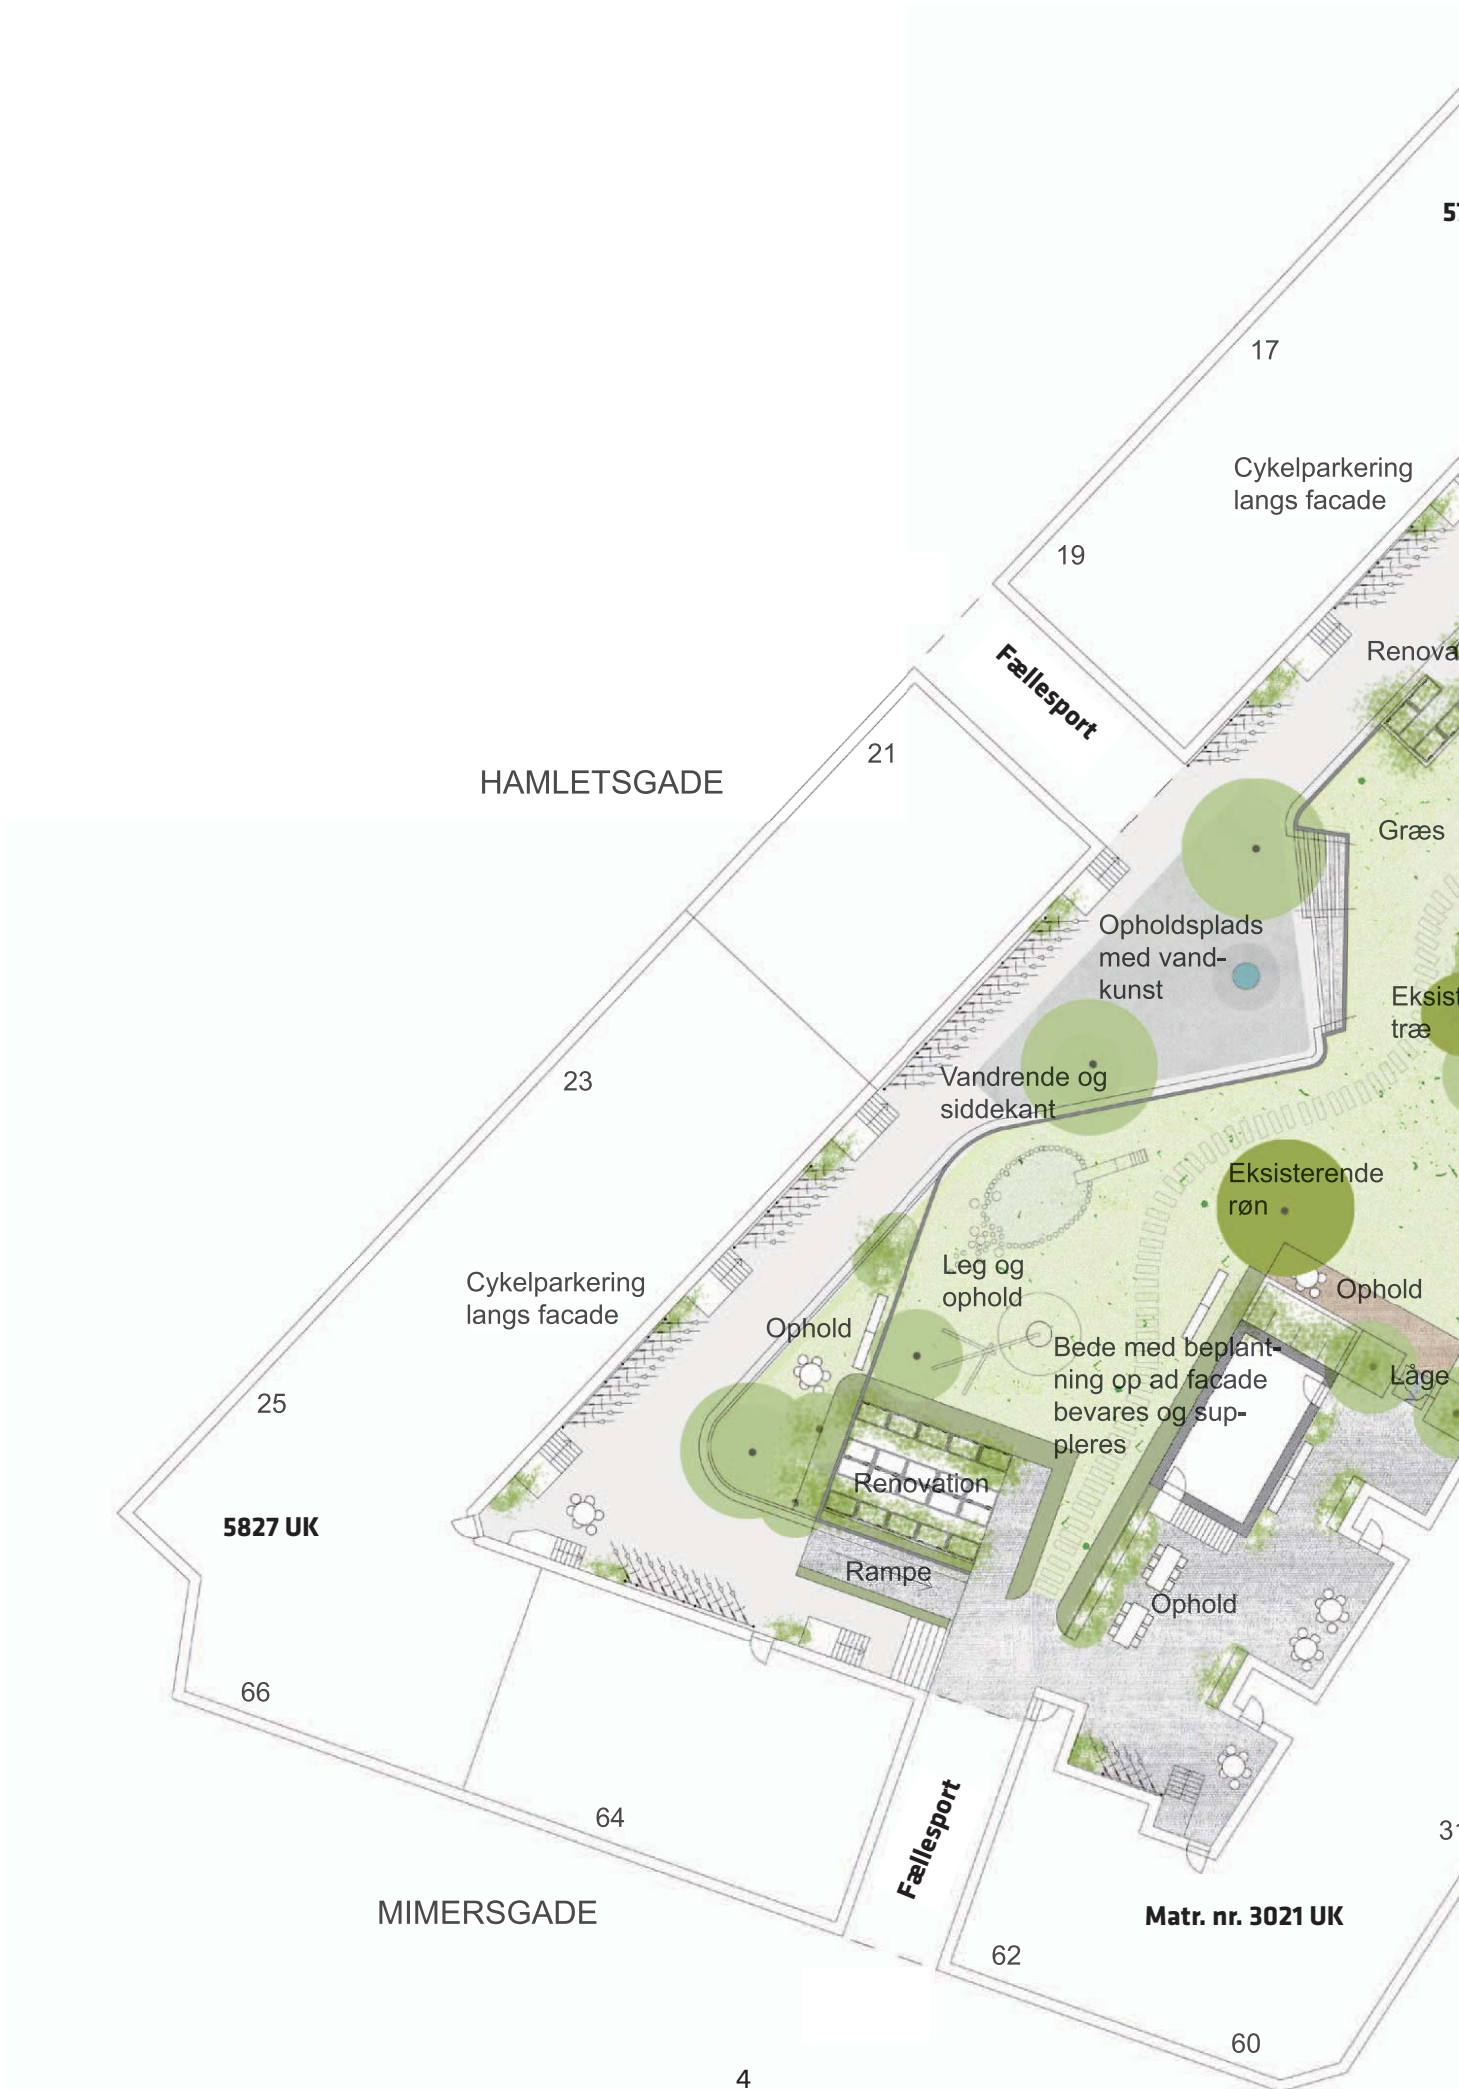 17
Cykelparkering
langs facade
19
Fællesport
21
HAMLETSGADE
Græs
Opholdsplads
med vand-
kunst
træ
23
Vandrende og
siddekant
Eksisterende
røn
Leg og
ophold
Cykelparkering
langs facade
Ophold
Ophold
Bede med beplant-
ning op ad facade
bevares og sup-
pleres
Låge
25
Renovation
5827 UK
Rampe
Ophold
66
64
Fællesport
MIMERSGADE
Matr. nr. 3021 UK
62
60
4